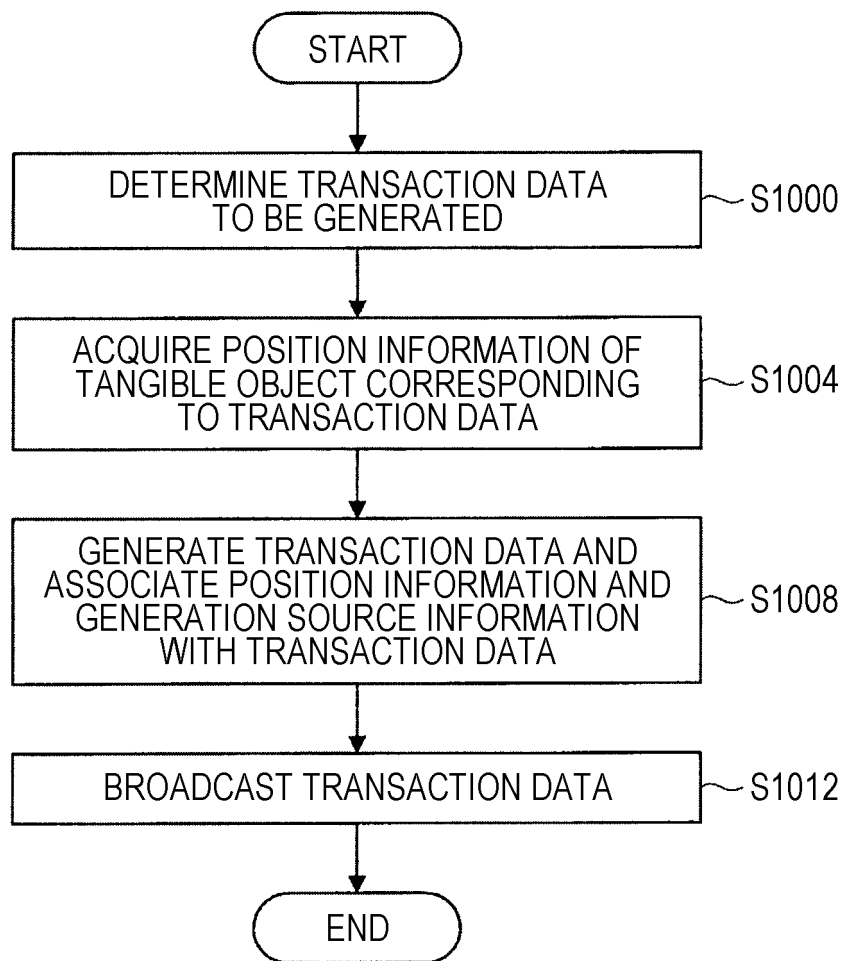 START
DETERMINE TRANSACTION DATA
TO BE GENERATED
S1000
ACQUIRE POSITION INFORMATION OF
TANGIBLE OBJECT CORRESPONDING
TO TRANSACTION DATA
S1004
GENERATE TRANSACTION DATA AND
ASSOCIATE POSITION INFORMATION AND
GENERATION SOURCE INFORMATION
WITH TRANSACTION DATA
S1008
BROADCAST TRANSACTION DATA
S1012
END